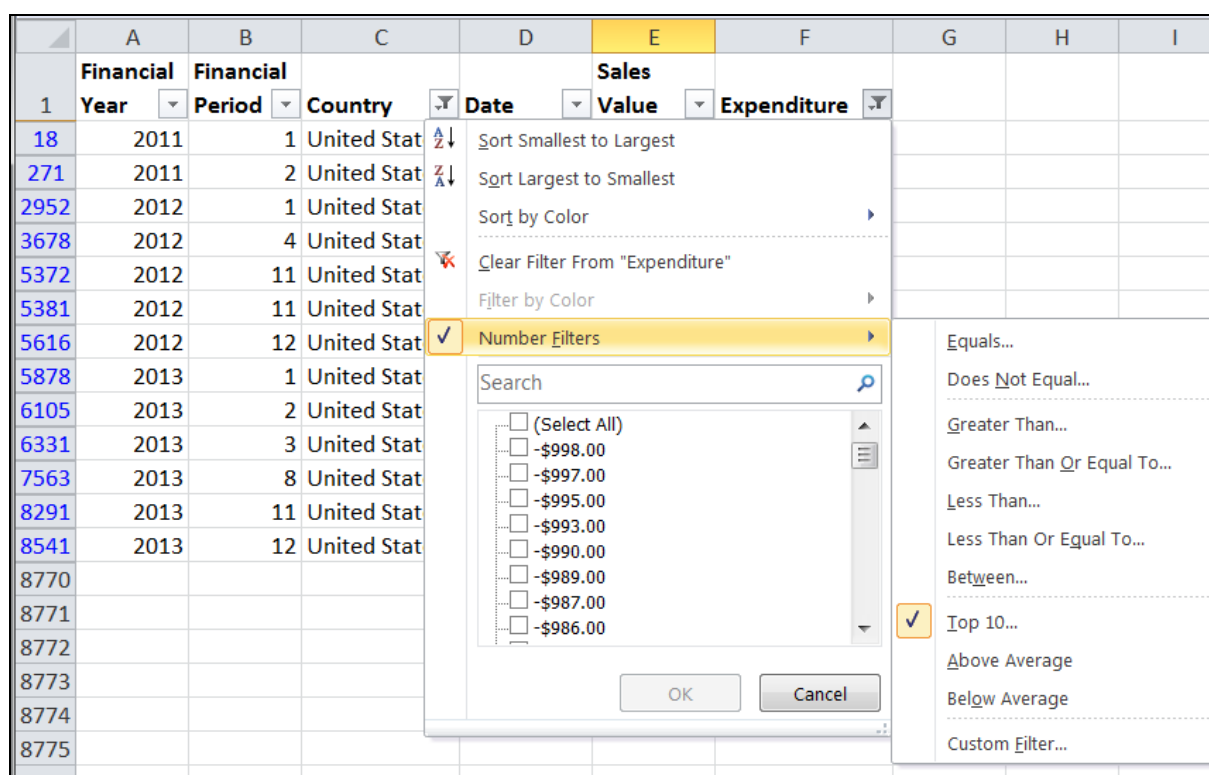 A B C D E F G H I
Financial Financial Sales
1 Year Period Country Date Value Expenditure
18 2011 1 United Stat
271 2011 2 United Stat
2952 2012 1 United Stat
3678 2012 4 United Stat
5372 2012 11 United Stat
5381 2012 11 United Stat
5616 2012 12 United Stat
5878 2013 1 United Stat
6105 2013 2 United Stat
6331 2013 3 United Stat
7563 2013 8 United Stat
8291 2013 11 United Stat
8541 2013 12 United Stat
8770
8771
8772
8773
8774
8775
Sort Smallest to Largest
Sort Largest to Smallest
Sort by Color
Clear Filter From "Expenditure"
Filter by Color
Number Filters
Search
(Select All)
-$998.00
-$997.00
-$995.00
-$993.00
-$990.00
-$989.00
-$987.00
-$986.00
OK Cancel
Equals...
Does Not Equal...
Greater Than...
Greater Than Or Equal To...
Less Than...
Less Than Or Equal To...
Between...
Top 10...
Above Average
Below Average
Custom Filter...